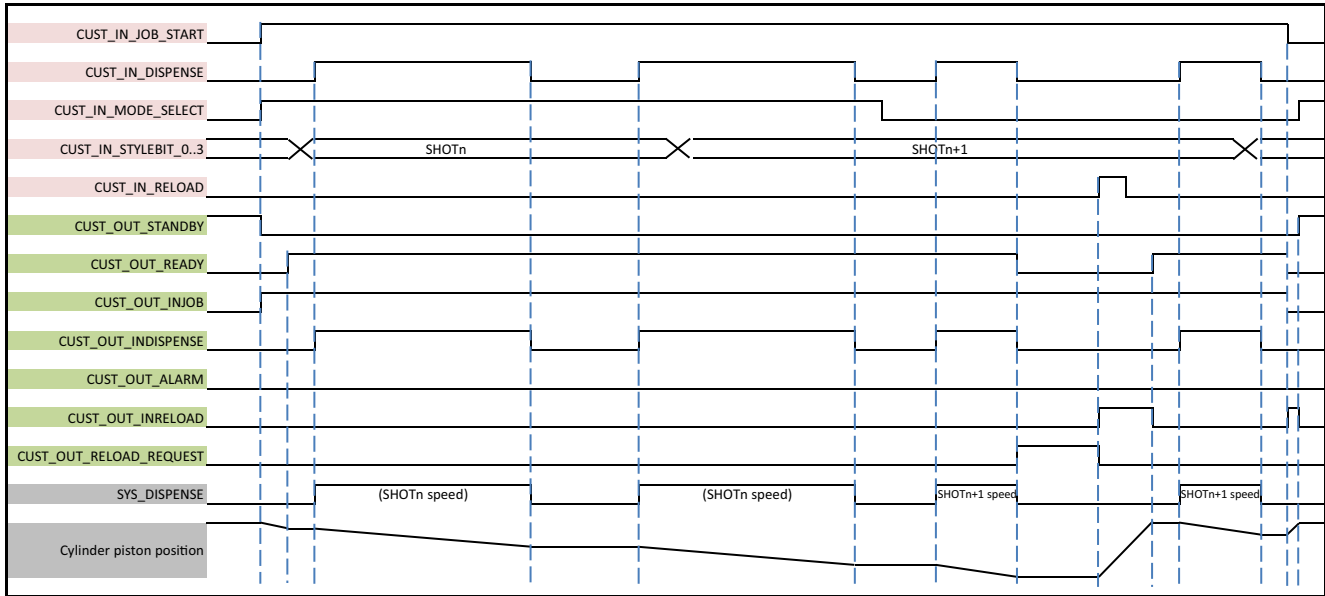 CUST_IN_JOB_START
CUST_IN_DISPENSE
CUST_IN_MODE_SELECT
CUST_IN_STYLEBIT_0..3
SHOTn
SHOTn+1
CUST_IN_RELOAD
CUST_OUT_STANDBY
CUST_OUT_READY
CUST_OUT_INJOB
CUST_OUT_INDISPENSE
CUST_OUT_ALARM
CUST_OUT_INRELOAD
CUST_OUT_RELOAD_REQUEST
SYS_DISPENSE
(SHOTn speed)
(SHOTn speed)
SHOTn+1 speed
SHOTn+1 speed
Cylinder piston position